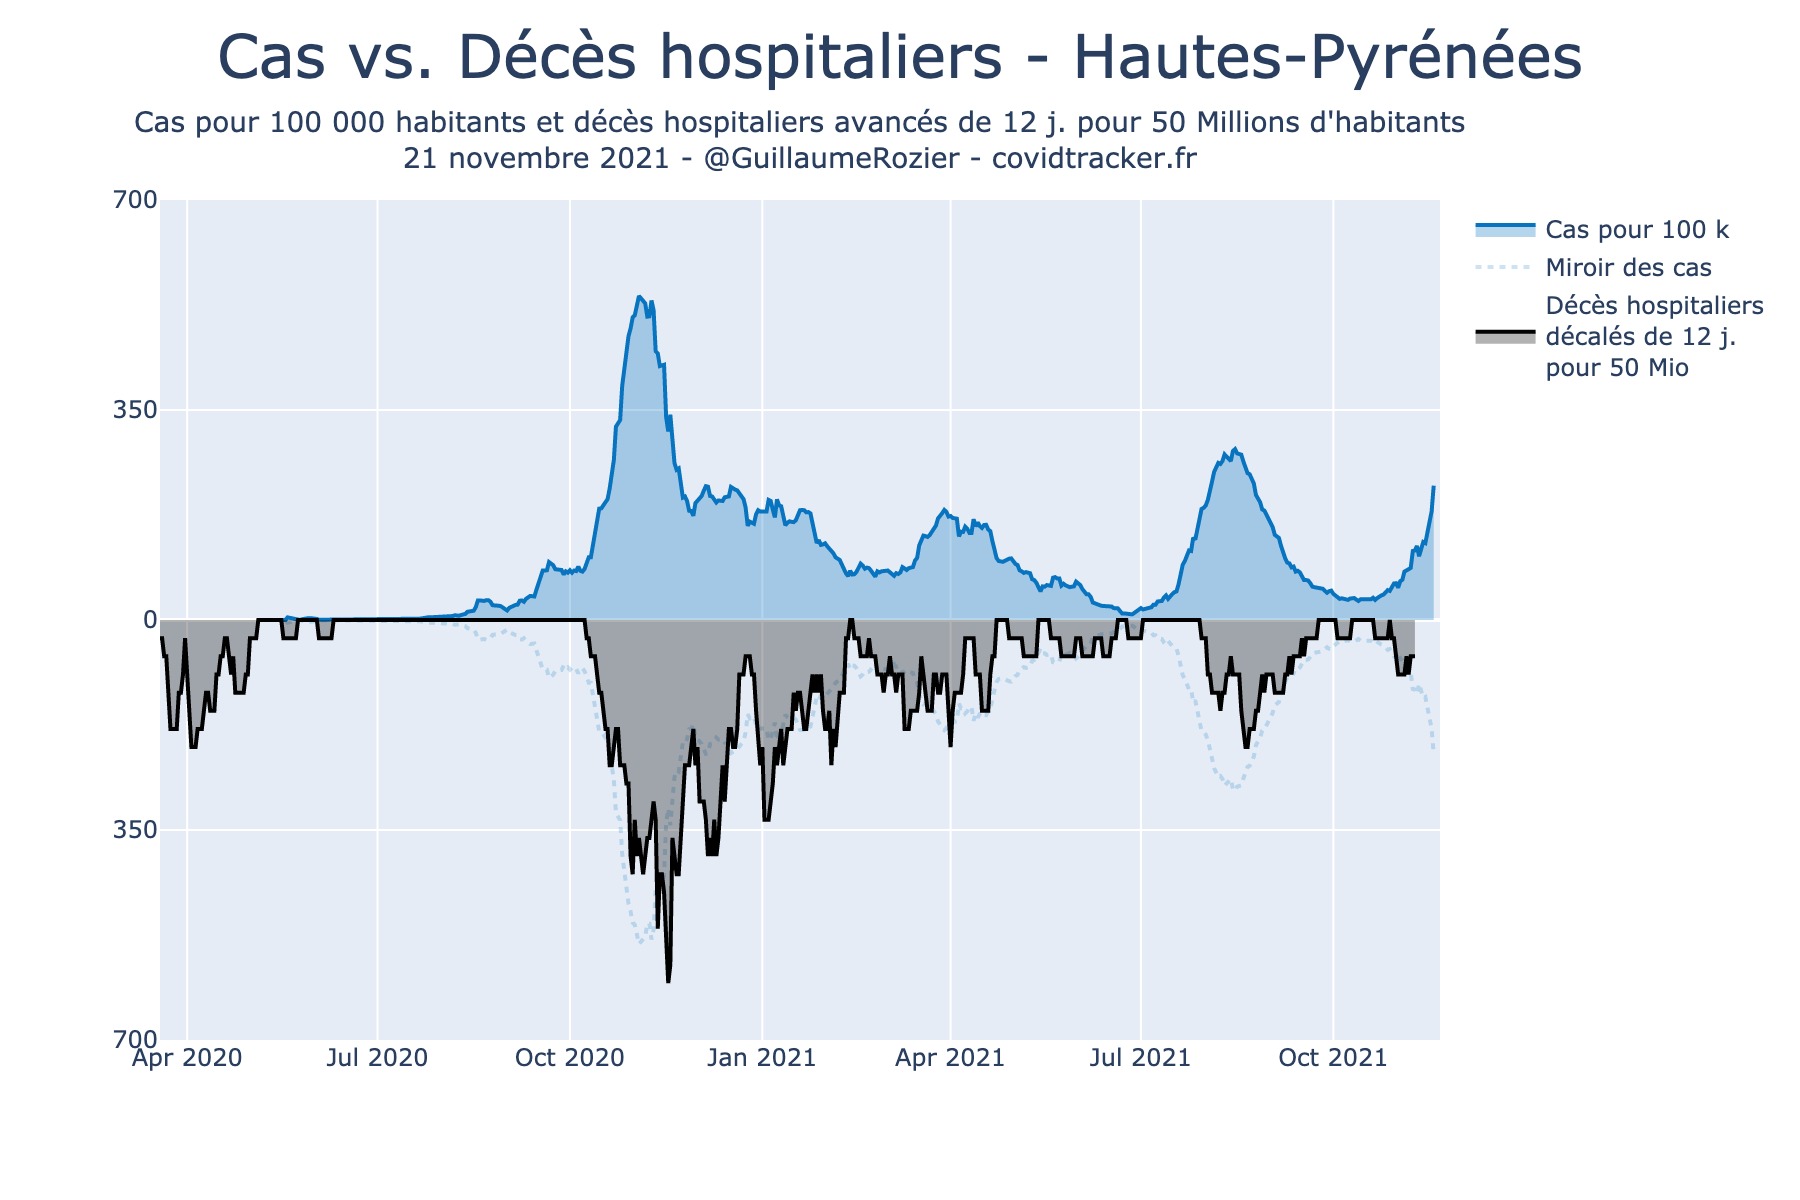 Cas vs. Décès hospitaliers - Hautes-Pyrénées
Cas pour 100 000 habitants et décès hospitaliers avancés de 12 j. pour 50 Millions d'habitants
21 novembre 2021 - @GuillaumeRozier - covidtracker.fr
700
350
0
350
700
Apr 2020 Jul 2020 Oct 2020 Jan 2021 Apr 2021 Jul 2021 Oct 2021
Cas pour 100 k
Miroir des cas
Décès hospitaliers
décalés de 12 j.
pour 50 Mio